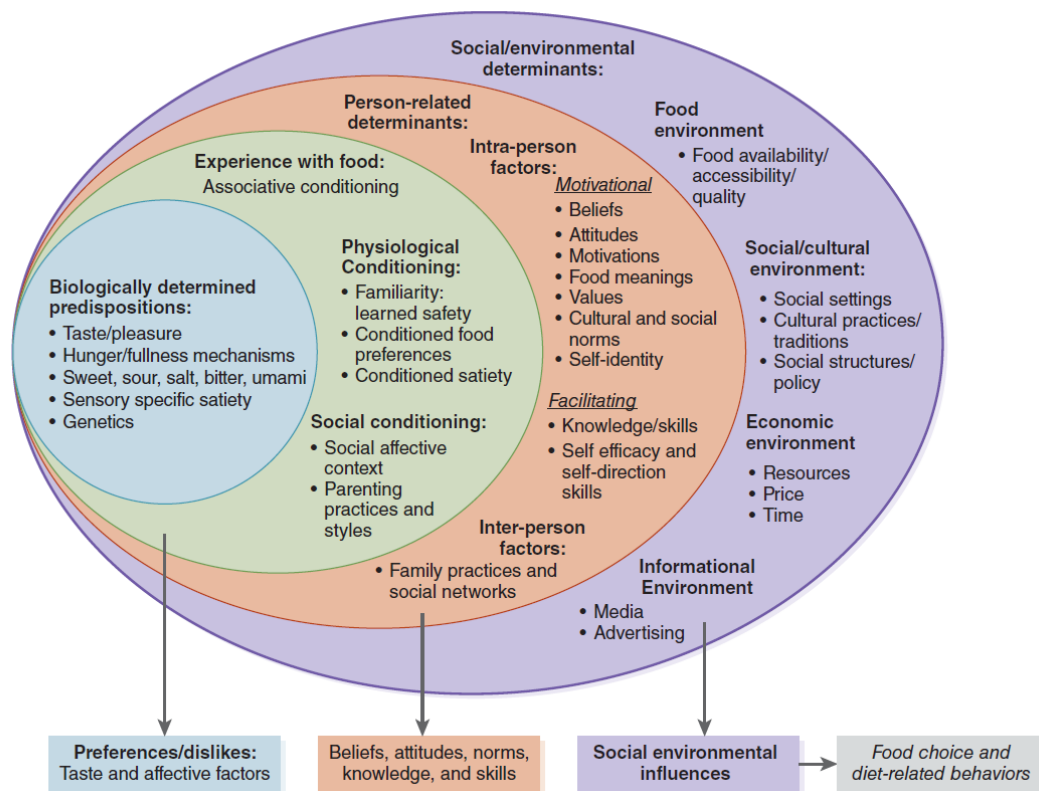 Social/environmental
determinants:
Person-related
determinants:
Experience with food:
Associative conditioning
Biologically determined
predispositions:
• Taste/pleasure
• Hunger/fullness mechanisms
• Sweet, sour, salt, bitter, umami
• Sensory specific satiety
• Genetics
Physiological
Conditioning:
• Familiarity:
learned safety
• Conditioned food
preferences
• Conditioned satiety
Social conditioning:
• Social affective
context
• Parenting
practices and
styles
Intra-person
factors:
Motivational
• Beliefs
• Attitudes
• Motivations
• Food meanings
• Values
• Cultural and social
norms
• Self-identity
Facilitating
• Knowledge/skills
• Self efficacy and
self-direction
skills
Inter-person
factors:
• Family practices and
social networks
Food
environment
• Food availability/
accessibility/
quality
Social/cultural
environment:
• Social settings
• Cultural practices/
traditions
• Social structures/
policy
Economic
environment
• Resources
• Price
• Time
Informational
Environment
• Media
• Advertising
Preferences/dislikes:
Taste and affective factors
Beliefs, attitudes, norms,
knowledge, and skills
Social environmental
influences
Food choice and
diet-related behaviors